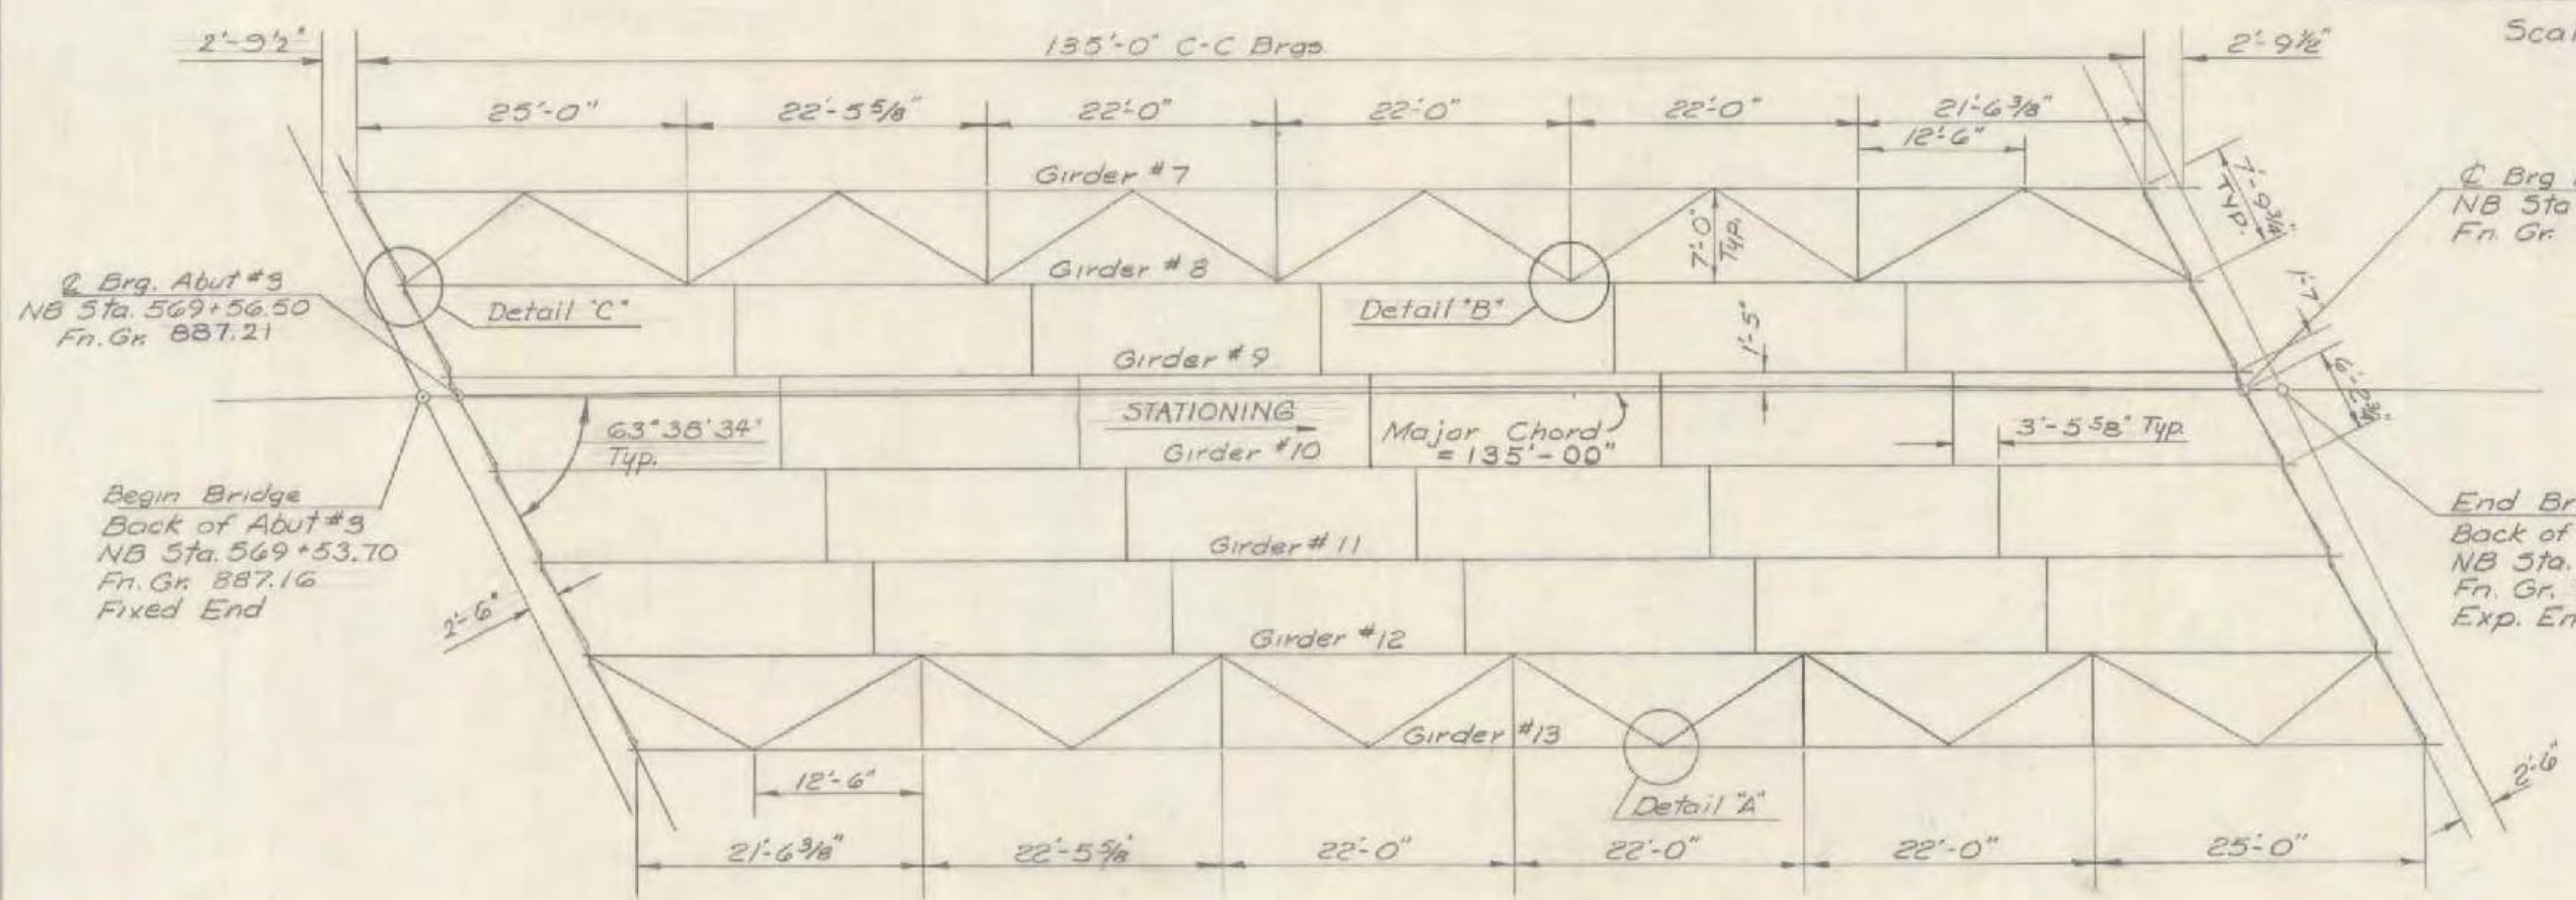 Scal
2'-9½"
135'-0" C-C Brgs.
2'-9½"
25'-0"
22'-5⅝"
22'-0"
22'-0"
22'-0"
21'-6⅜"
12'-6"
Girder #7
7'-9¾"
Typ.
₵ Brg
NB Sta
Fn. Gr.
7'-0"
Typ.
Girder #8
₵ Brg. Abut #3
NB Sta. 569+56.50
Fn. Gr. 887.21
Detail "C"
Detail "B"
1'-7"
1'-5"
Girder #9
6'-2¾"
STATIONING
63°38'34"
Typ.
Major Chord
= 135'-00"
3'-5⅝" Typ.
Girder #10
Begin Bridge
Back of Abut #3
NB Sta. 569+53.70
Fn. Gr. 887.16
Fixed End
End Br
Back of
NB Sta.
Fn. Gr.
Exp. En
Girder #11
2'-6"
Girder #12
Girder #13
12'-6"
Detail "A"
2'-6"
21'-6⅜"
22'-5⅝"
22'-0"
22'-0"
22'-0"
25'-0"